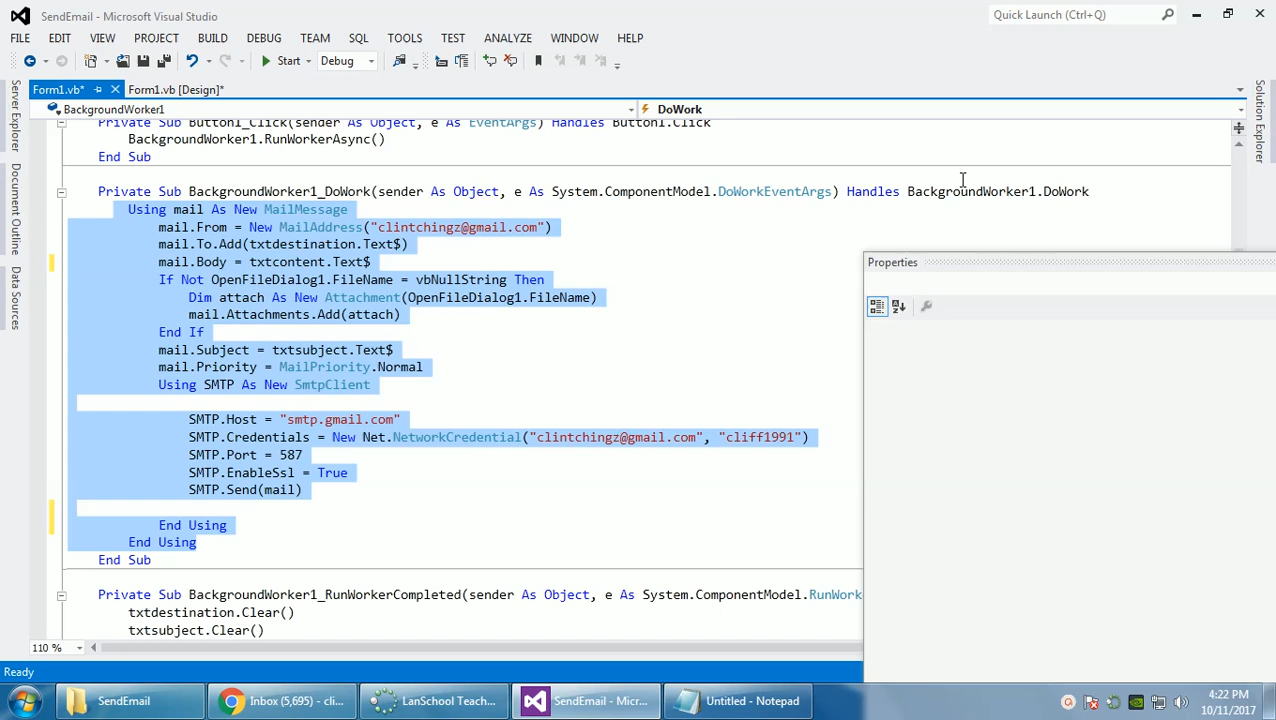 SendEmail - Microsoft Visual Studio
Quick Launch (Ctrl+Q)
FILE EDIT VIEW PROJECT BUILD DEBUG TEAM SQL TOOLS TEST ANALYZE WINDOW HELP
Start Debug
Form1.vb* Form1.vb [Design]*
BackgroundWorker1 DoWork
Server Explorer
Document Outline
Data Sources
Solution Explorer
Private Sub Button1_Click(sender As Object, e As EventArgs) Handles Button1.Click
BackgroundWorker1.RunWorkerAsync()
End Sub
Private Sub BackgroundWorker1_DoWork(sender As Object, e As System.ComponentModel.DoWorkEventArgs) Handles BackgroundWorker1.DoWork
Using mail As New MailMessage
mail.From = New MailAddress("clintchingz@gmail.com")
mail.To.Add(txtdestination.Text$)
mail.Body = txtcontent.Text$
If Not OpenFileDialog1.FileName = vbNullString Then
Dim attach As New Attachment(OpenFileDialog1.FileName)
mail.Attachments.Add(attach)
End If
mail.Subject = txtsubject.Text$
mail.Priority = MailPriority.Normal
Using SMTP As New SmtpClient
SMTP.Host = "smtp.gmail.com"
SMTP.Credentials = New Net.NetworkCredential("clintchingz@gmail.com", "cliff1991")
SMTP.Port = 587
SMTP.EnableSsl = True
SMTP.Send(mail)
End Using
End Using
End Sub
Private Sub BackgroundWorker1_RunWorkerCompleted(sender As Object, e As System.ComponentModel.RunWork
txtdestination.Clear()
txtsubject.Clear()
Properties
110 %
Ready
SendEmail
Inbox (5,695) - cli...
LanSchool Teach...
SendEmail - Micr...
Untitled - Notepad
4:22 PM
10/11/2017